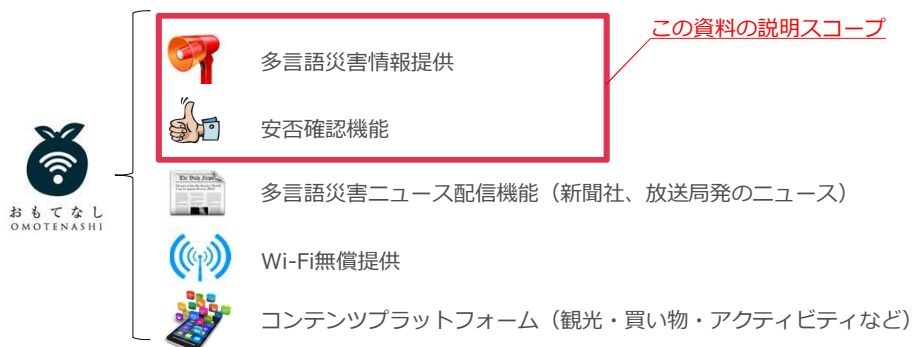 この資料の説明スコープ
多言語災害情報提供
安否確認機能
おもてなし
OMOTENASHI
The Daily News
多言語災害ニュース配信機能（新聞社、放送局発のニュース）
Wi-Fi無償提供
コンテンツプラットフォーム（観光・買い物・アクティビティなど）